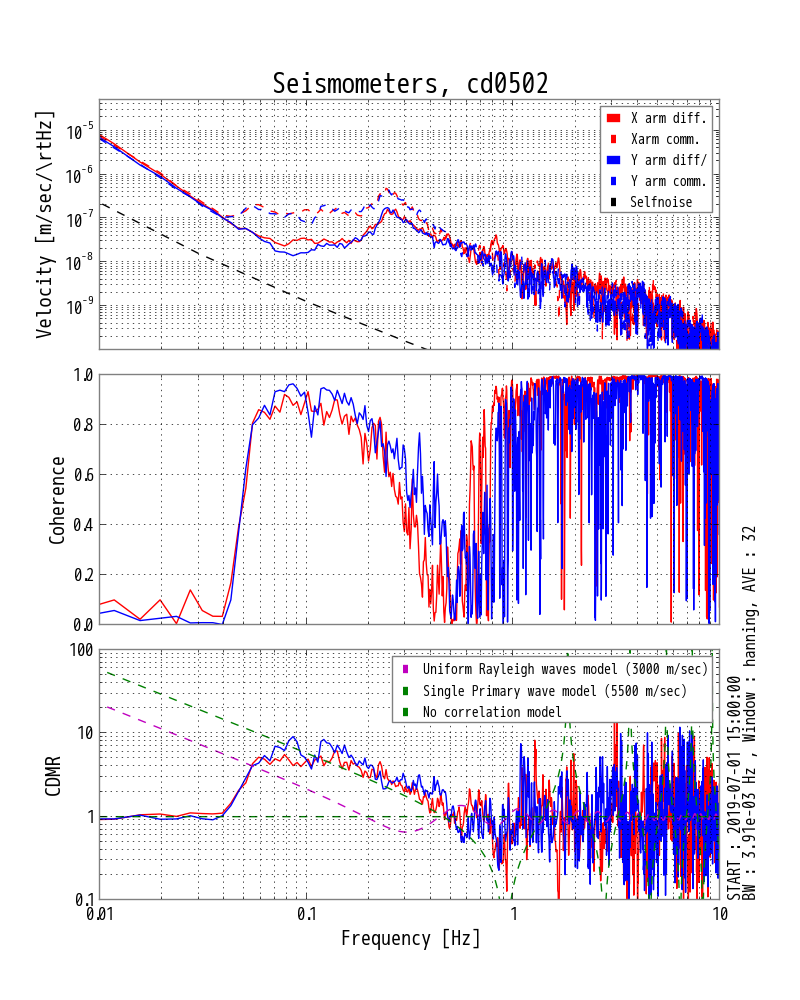 Seismometers, cd0502
Velocity [m/sec/\rtHz]
10^-5
10^-6
10^-7
10^-8
10^-9
X arm diff.
Xarm comm.
Y arm diff/
Y arm comm.
Selfnoise
Coherence
1.0
0.8
0.6
0.4
0.2
0.0
CDMR
100
10
1
0.1
Uniform Rayleigh waves model (3000 m/sec)
Single Primary wave model (5500 m/sec)
No correlation model
0.01 0.1 1 10
Frequency [Hz]
START : 2019-07-01 15:00:00
BW : 3.91e-03 Hz , Window : hanning, AVE : 32